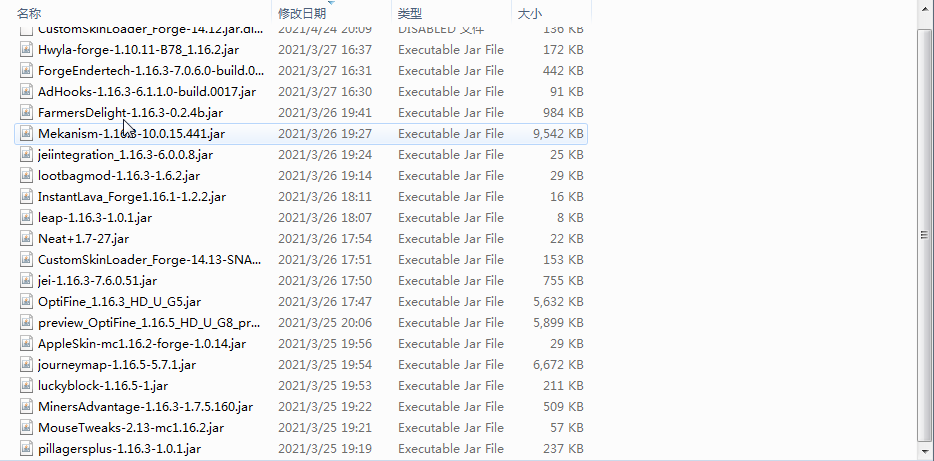 名称 修改日期 类型 大小
CustomSkinLoader_Forge-14.12.jar.di... 2021/4/24 20:09 DISABLED 文件 136 KB
Hwyla-forge-1.10.11-B78_1.16.2.jar 2021/3/27 16:37 Executable Jar File 172 KB
ForgeEndertech-1.16.3-7.0.6.0-build.0... 2021/3/27 16:31 Executable Jar File 442 KB
AdHooks-1.16.3-6.1.1.0-build.0017.jar 2021/3/27 16:30 Executable Jar File 91 KB
FarmersDelight-1.16.3-0.2.4b.jar 2021/3/26 19:41 Executable Jar File 984 KB
Mekanism-1.16.3-10.0.15.441.jar 2021/3/26 19:27 Executable Jar File 9,542 KB
jeiintegration_1.16.3-6.0.0.8.jar 2021/3/26 19:24 Executable Jar File 25 KB
lootbagmod-1.16.3-1.6.2.jar 2021/3/26 19:14 Executable Jar File 29 KB
InstantLava_Forge1.16.1-1.2.2.jar 2021/3/26 18:11 Executable Jar File 16 KB
leap-1.16.3-1.0.1.jar 2021/3/26 18:07 Executable Jar File 8 KB
Neat+1.7-27.jar 2021/3/26 17:54 Executable Jar File 22 KB
CustomSkinLoader_Forge-14.13-SNA... 2021/3/26 17:51 Executable Jar File 153 KB
jei-1.16.3-7.6.0.51.jar 2021/3/26 17:50 Executable Jar File 755 KB
OptiFine_1.16.3_HD_U_G5.jar 2021/3/26 17:47 Executable Jar File 5,632 KB
preview_OptiFine_1.16.5_HD_U_G8_pr... 2021/3/25 20:06 Executable Jar File 5,899 KB
AppleSkin-mc1.16.2-forge-1.0.14.jar 2021/3/25 19:56 Executable Jar File 29 KB
journeymap-1.16.5-5.7.1.jar 2021/3/25 19:54 Executable Jar File 6,672 KB
luckyblock-1.16.5-1.jar 2021/3/25 19:53 Executable Jar File 211 KB
MinersAdvantage-1.16.3-1.7.5.160.jar 2021/3/25 19:22 Executable Jar File 509 KB
MouseTweaks-2.13-mc1.16.2.jar 2021/3/25 19:21 Executable Jar File 57 KB
pillagersplus-1.16.3-1.0.1.jar 2021/3/25 19:19 Executable Jar File 237 KB